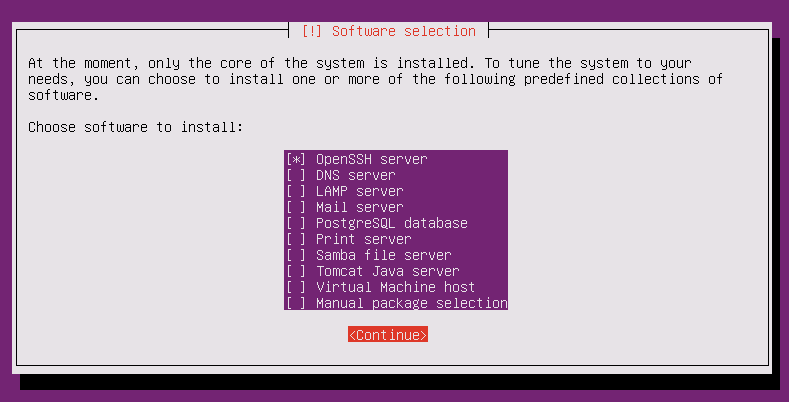 [!] Software selection
At the moment, only the core of the system is installed. To tune the system to your
needs, you can choose to install one or more of the following predefined collections of
software.
Choose software to install:
[*] OpenSSH server
[ ] DNS server
[ ] LAMP server
[ ] Mail server
[ ] PostgreSQL database
[ ] Print server
[ ] Samba file server
[ ] Tomcat Java server
[ ] Virtual Machine host
[ ] Manual package selection
<Continue>